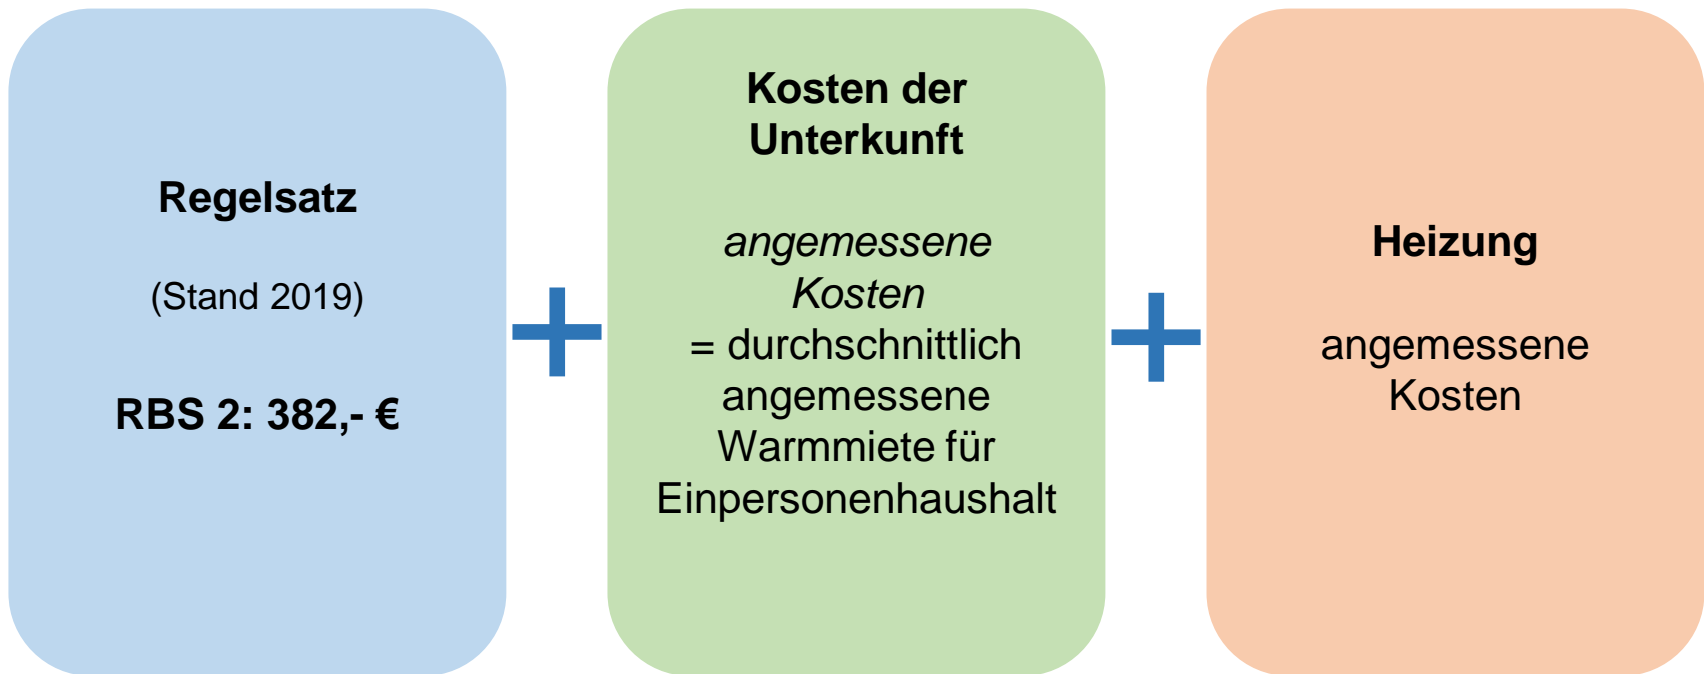 Regelsatz
(Stand 2019)
RBS 2: 382,- €
Kosten der
Unterkunft
angemessene
Kosten
= durchschnittlich
angemessene
Warmmiete für
Einpersonenhaushalt
Heizung
angemessene
Kosten